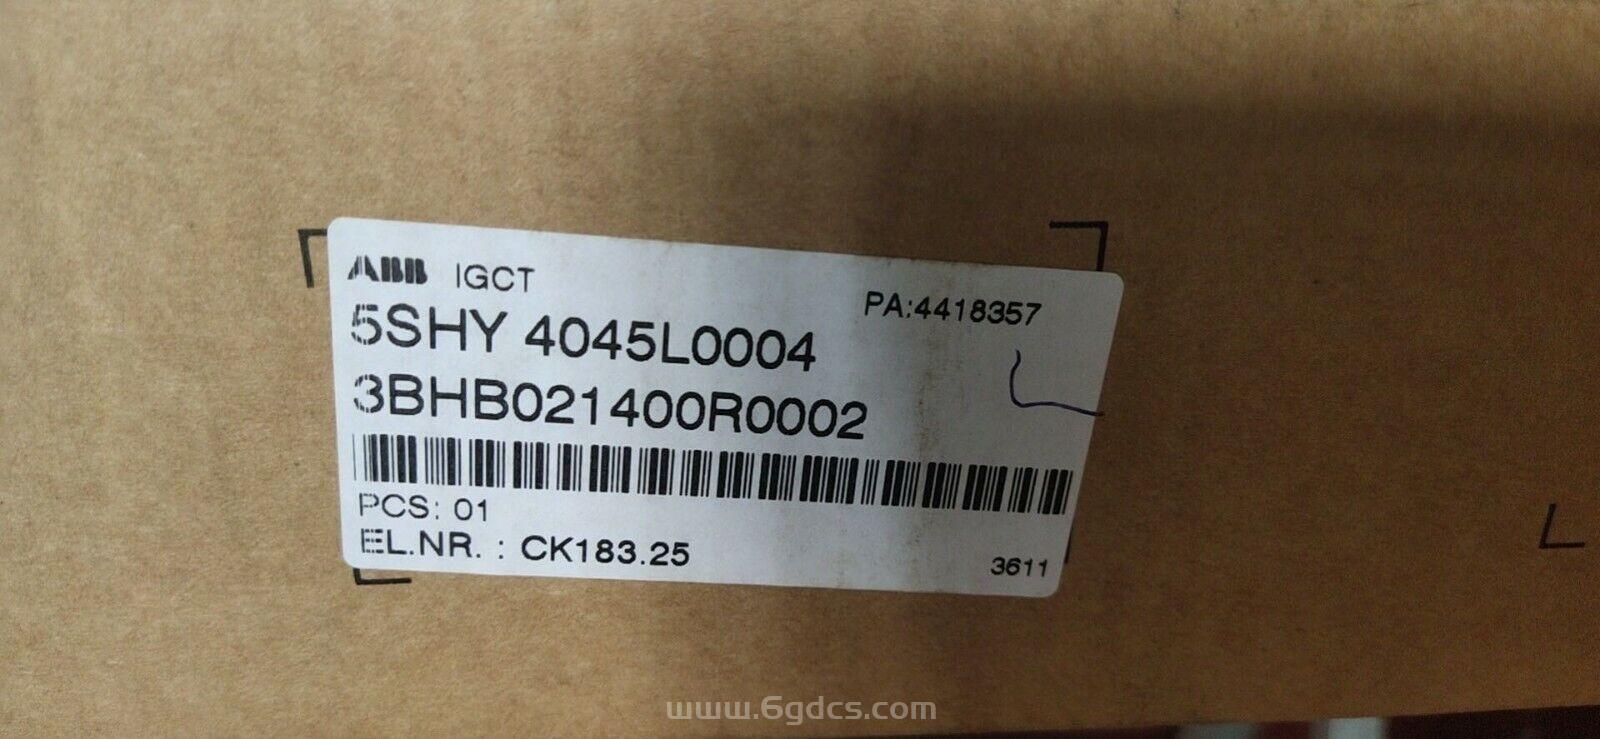 ABB IGCT
PA:4418357
5SHY 4045L0004
3BHB021400R0002
PCS: 01
EL.NR. : CK183.25
3611
www.6gdcs.com